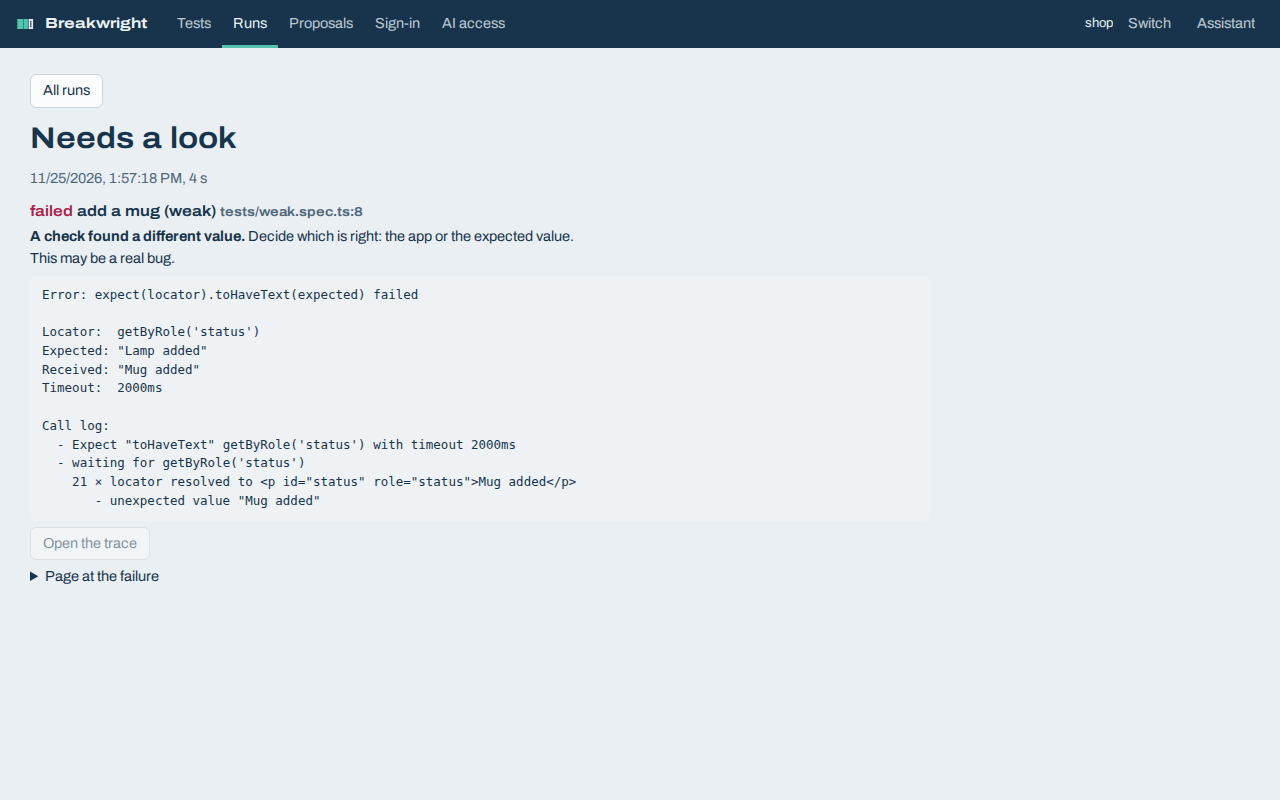 Breakwright Tests Runs Proposals Sign-in AI access shop Switch Assistant
All runs
Needs a look
11/25/2026, 1:57:18 PM, 4 s
failed add a mug (weak) tests/weak.spec.ts:8
A check found a different value. Decide which is right: the app or the expected value.
This may be a real bug.
Error: expect(locator).toHaveText(expected) failed
Locator:  getByRole('status')
Expected: "Lamp added"
Received: "Mug added"
Timeout:  2000ms
Call log:
  - Expect "toHaveText" getByRole('status') with timeout 2000ms
  - waiting for getByRole('status')
    21 × locator resolved to <p id="status" role="status">Mug added</p>
       - unexpected value "Mug added"
Open the trace
Page at the failure